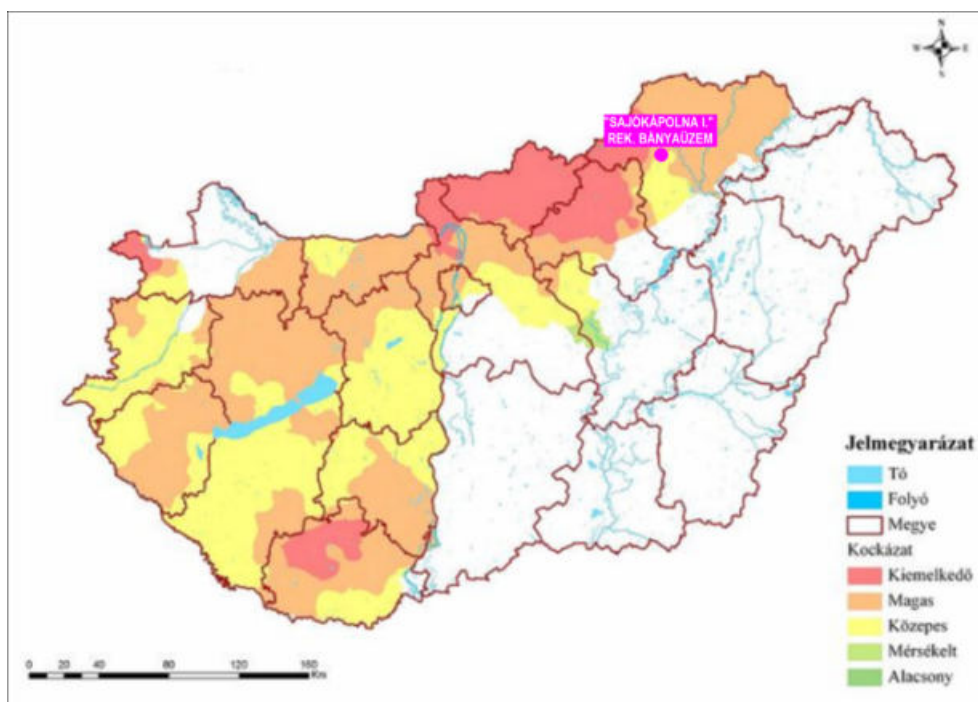 N
W E
S
"SAJÓKÁPOLNA I."
REK. BÁNYAÜZEM
Jelmegyarázat
Tó
Folyó
Megye
Kockázat
Kiemelkedő
Magas
Közepes
Mérsékelt
Alacsony
0 20 40 80 120 160
Km